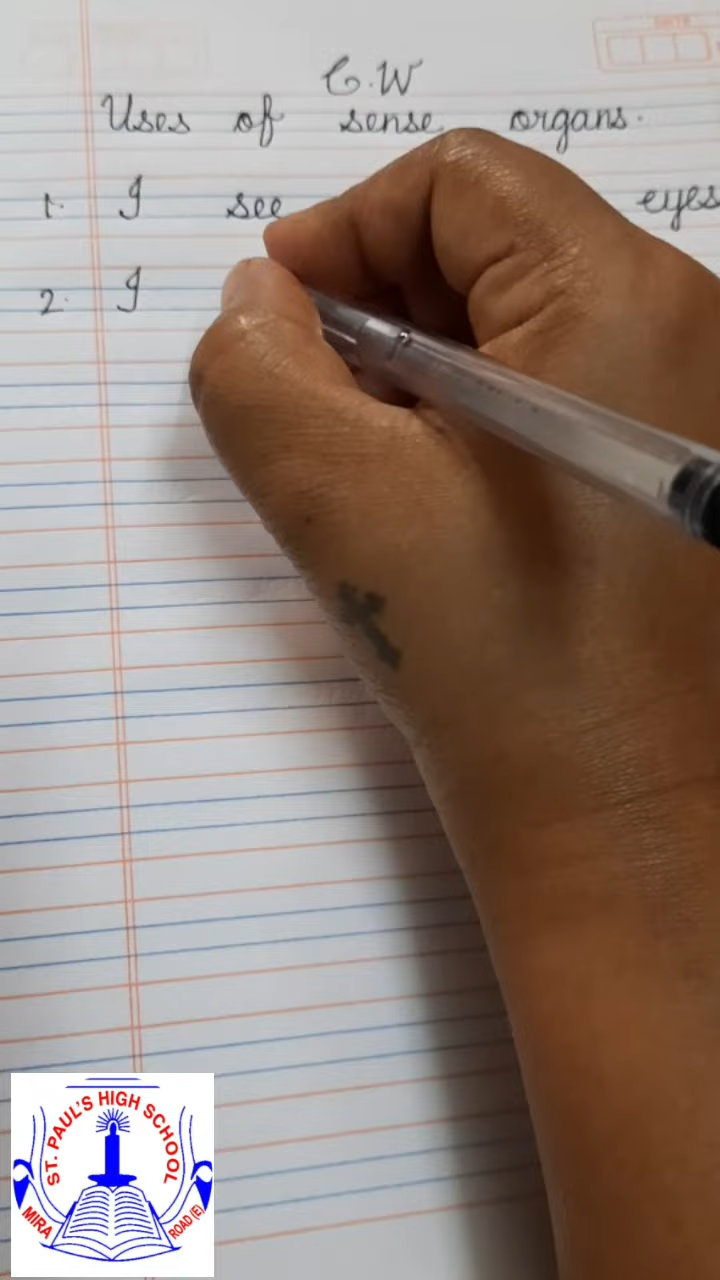 C.W
Uses of sense organs.
1. I see eyes
2. I
ST. PAUL'S HIGH SCHOOL
MIRA ROAD (E)